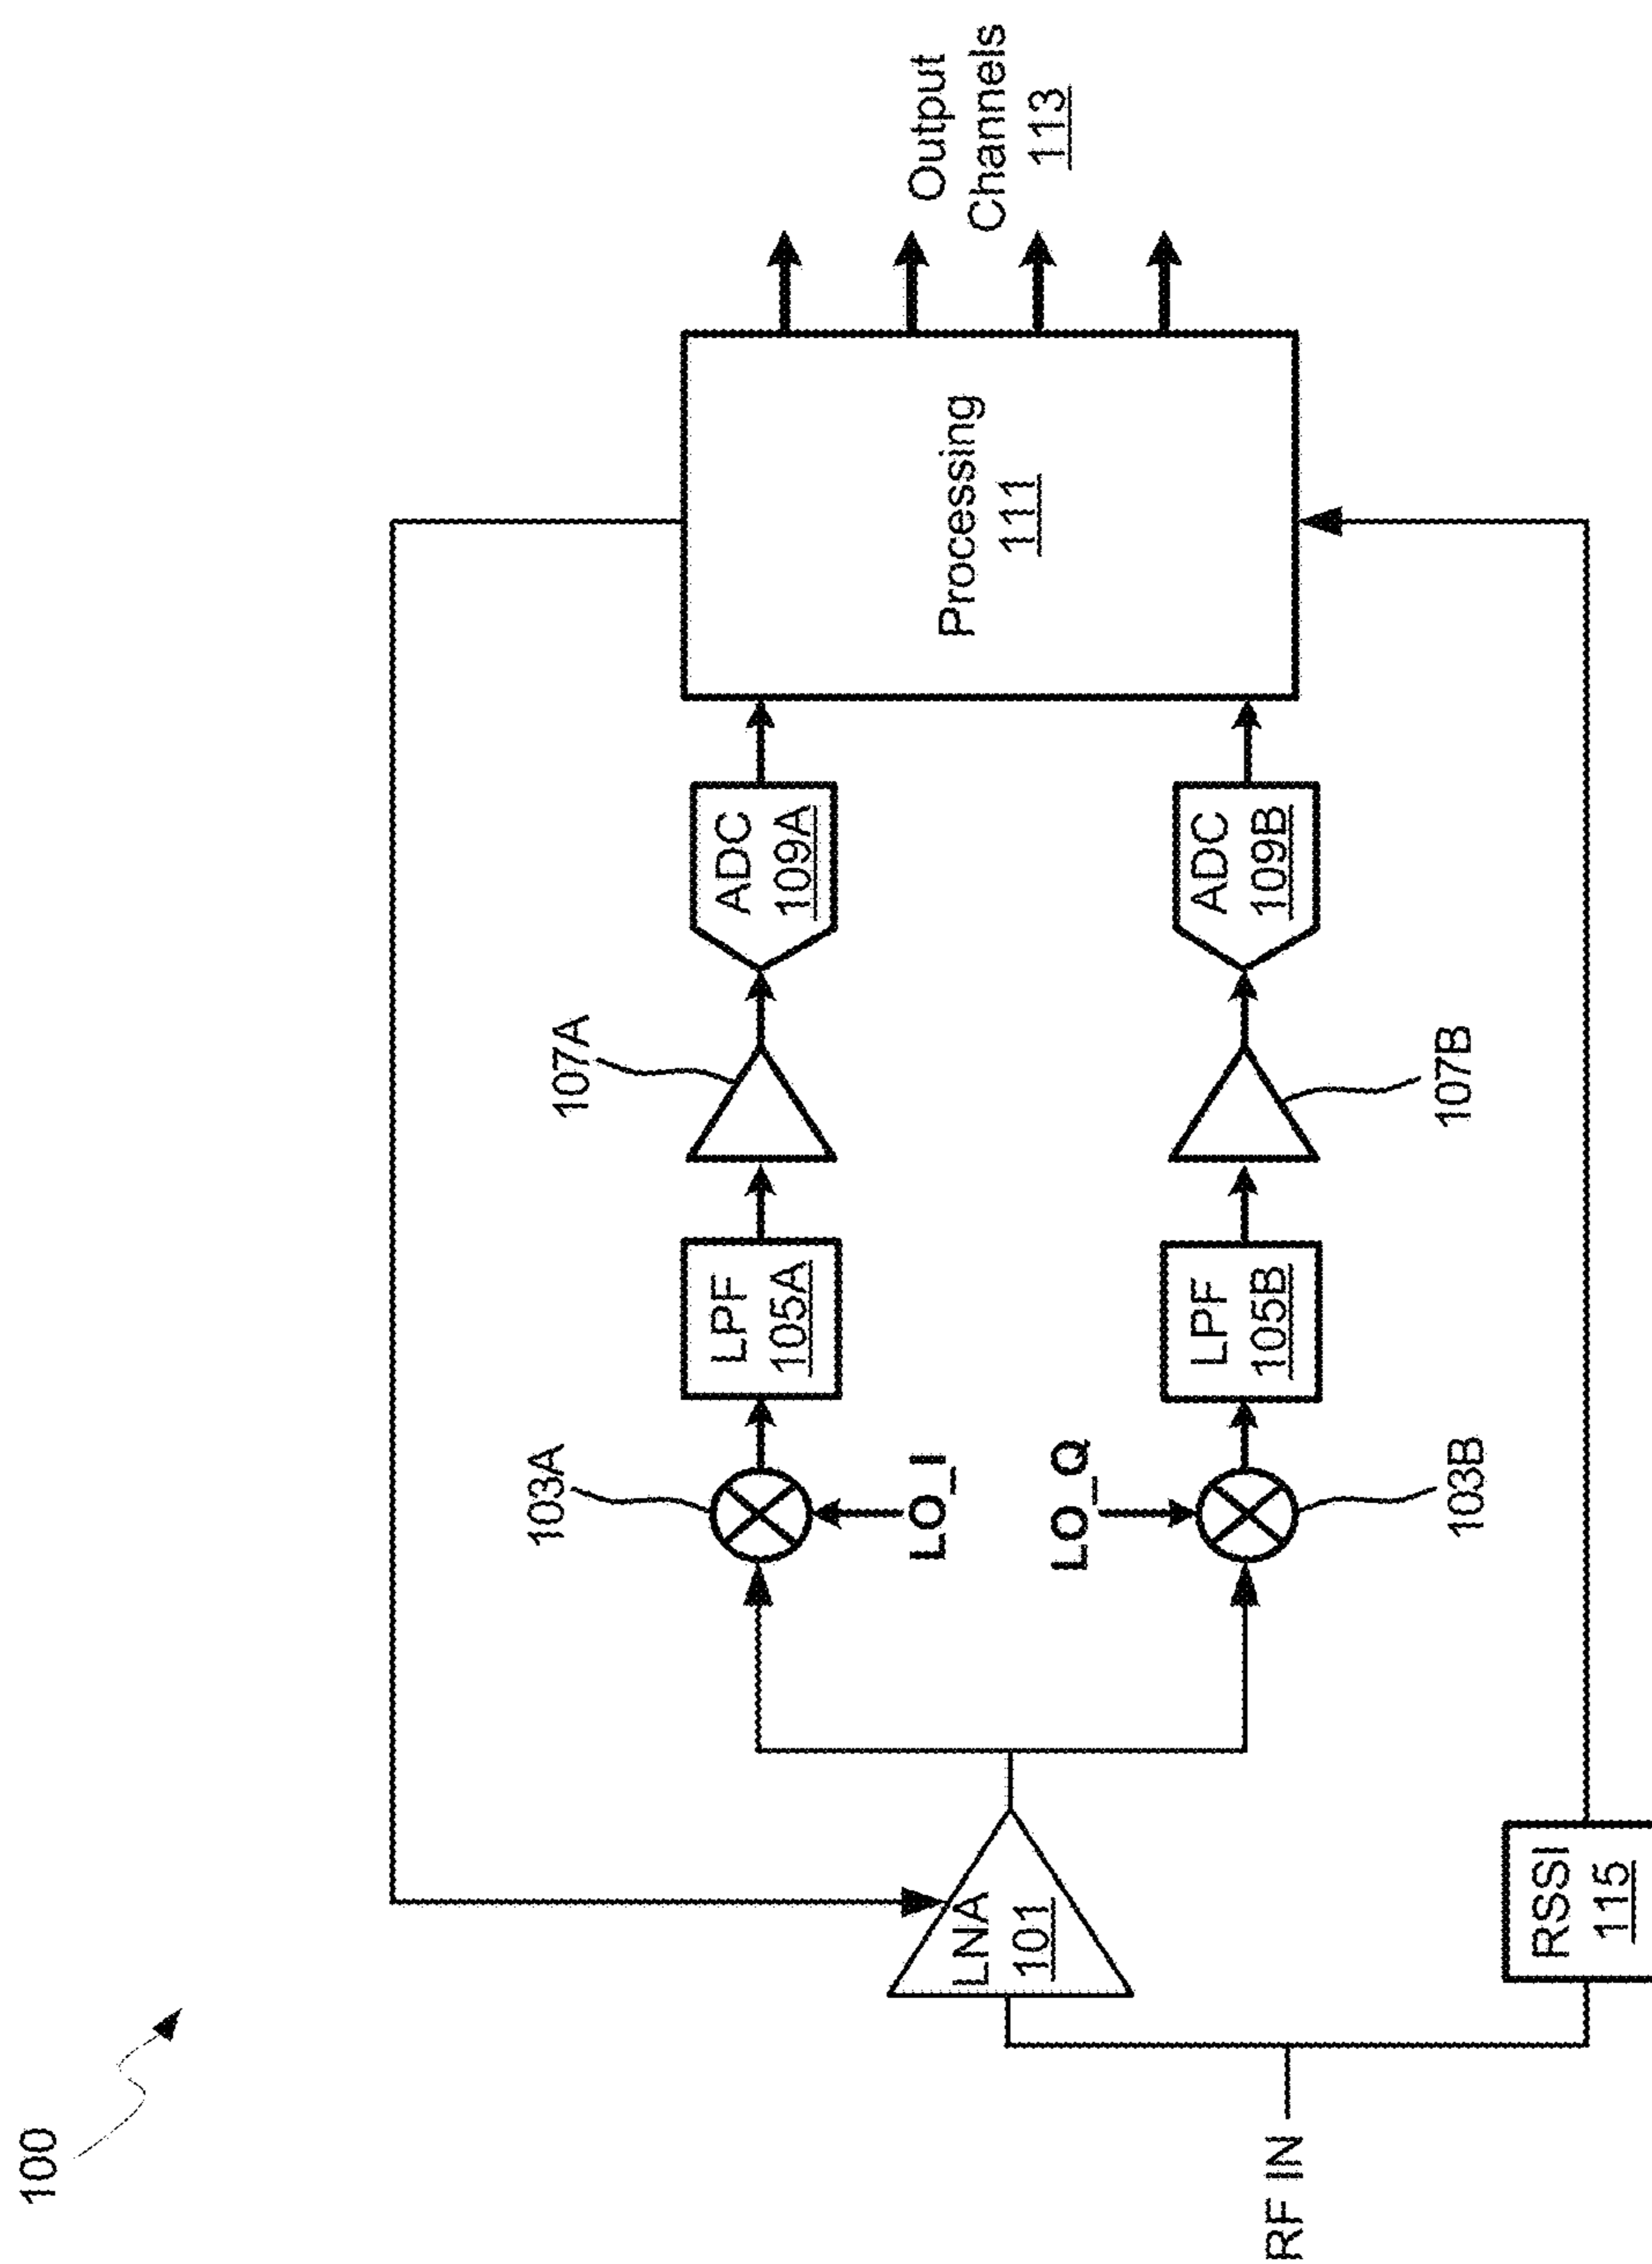 100
RF IN
LNA
101
RSSI
115
103A
LO_I
LO_Q
103B
LPF
105A
LPF
105B
107A
107B
ADC
109A
ADC
109B
Processing
111
Output
Channels
113